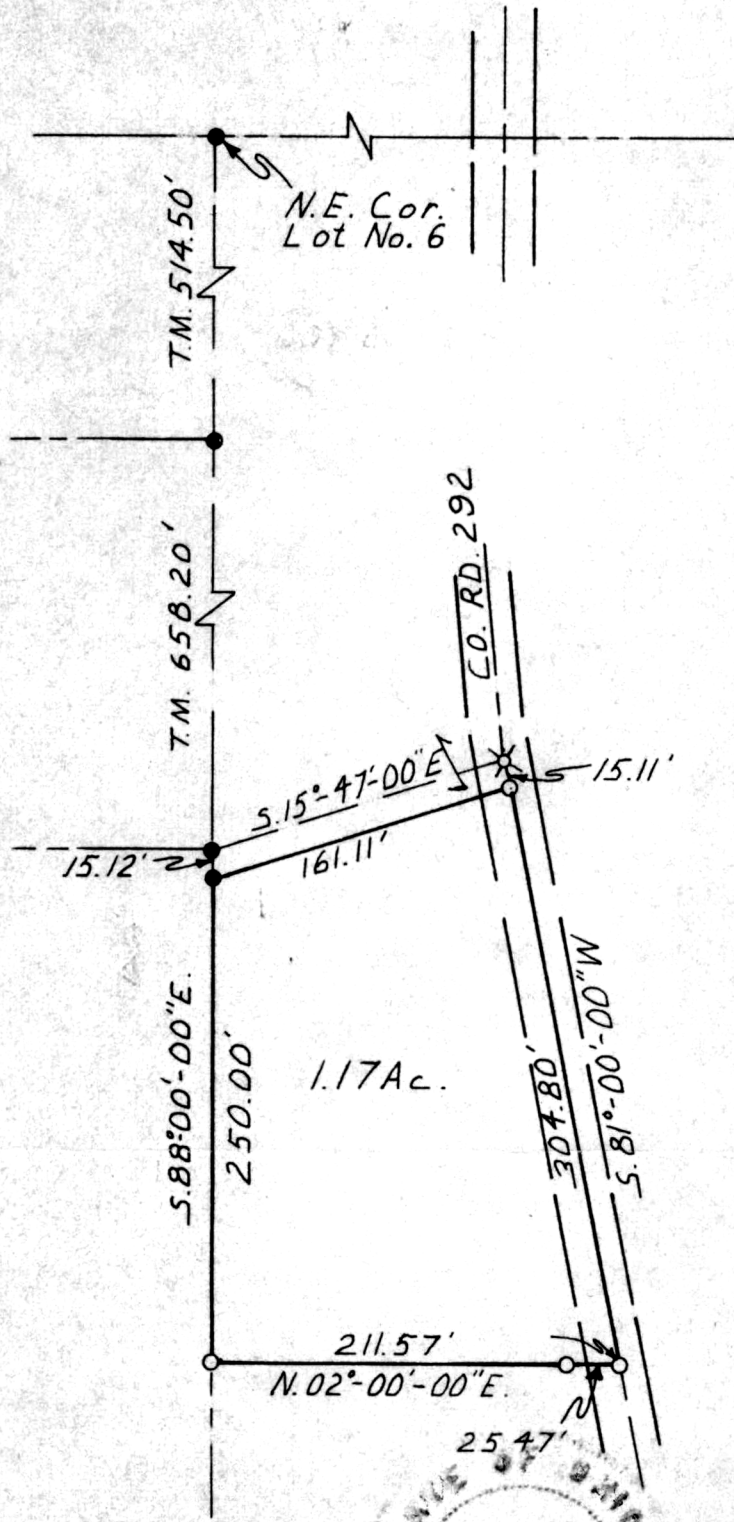 N.E. Cor.
Lot No. 6
T.M. 514.50'
T.M. 658.20'
CO. RD. 292
S.15°-47'-00"E
15.11'
15.12'
161.11'
S.88°00'-00"E.
250.00'
1.17Ac.
304.80'
S.81°-00'-00"W
211.57'
N.02°-00'-00"E.
25.47'
OF